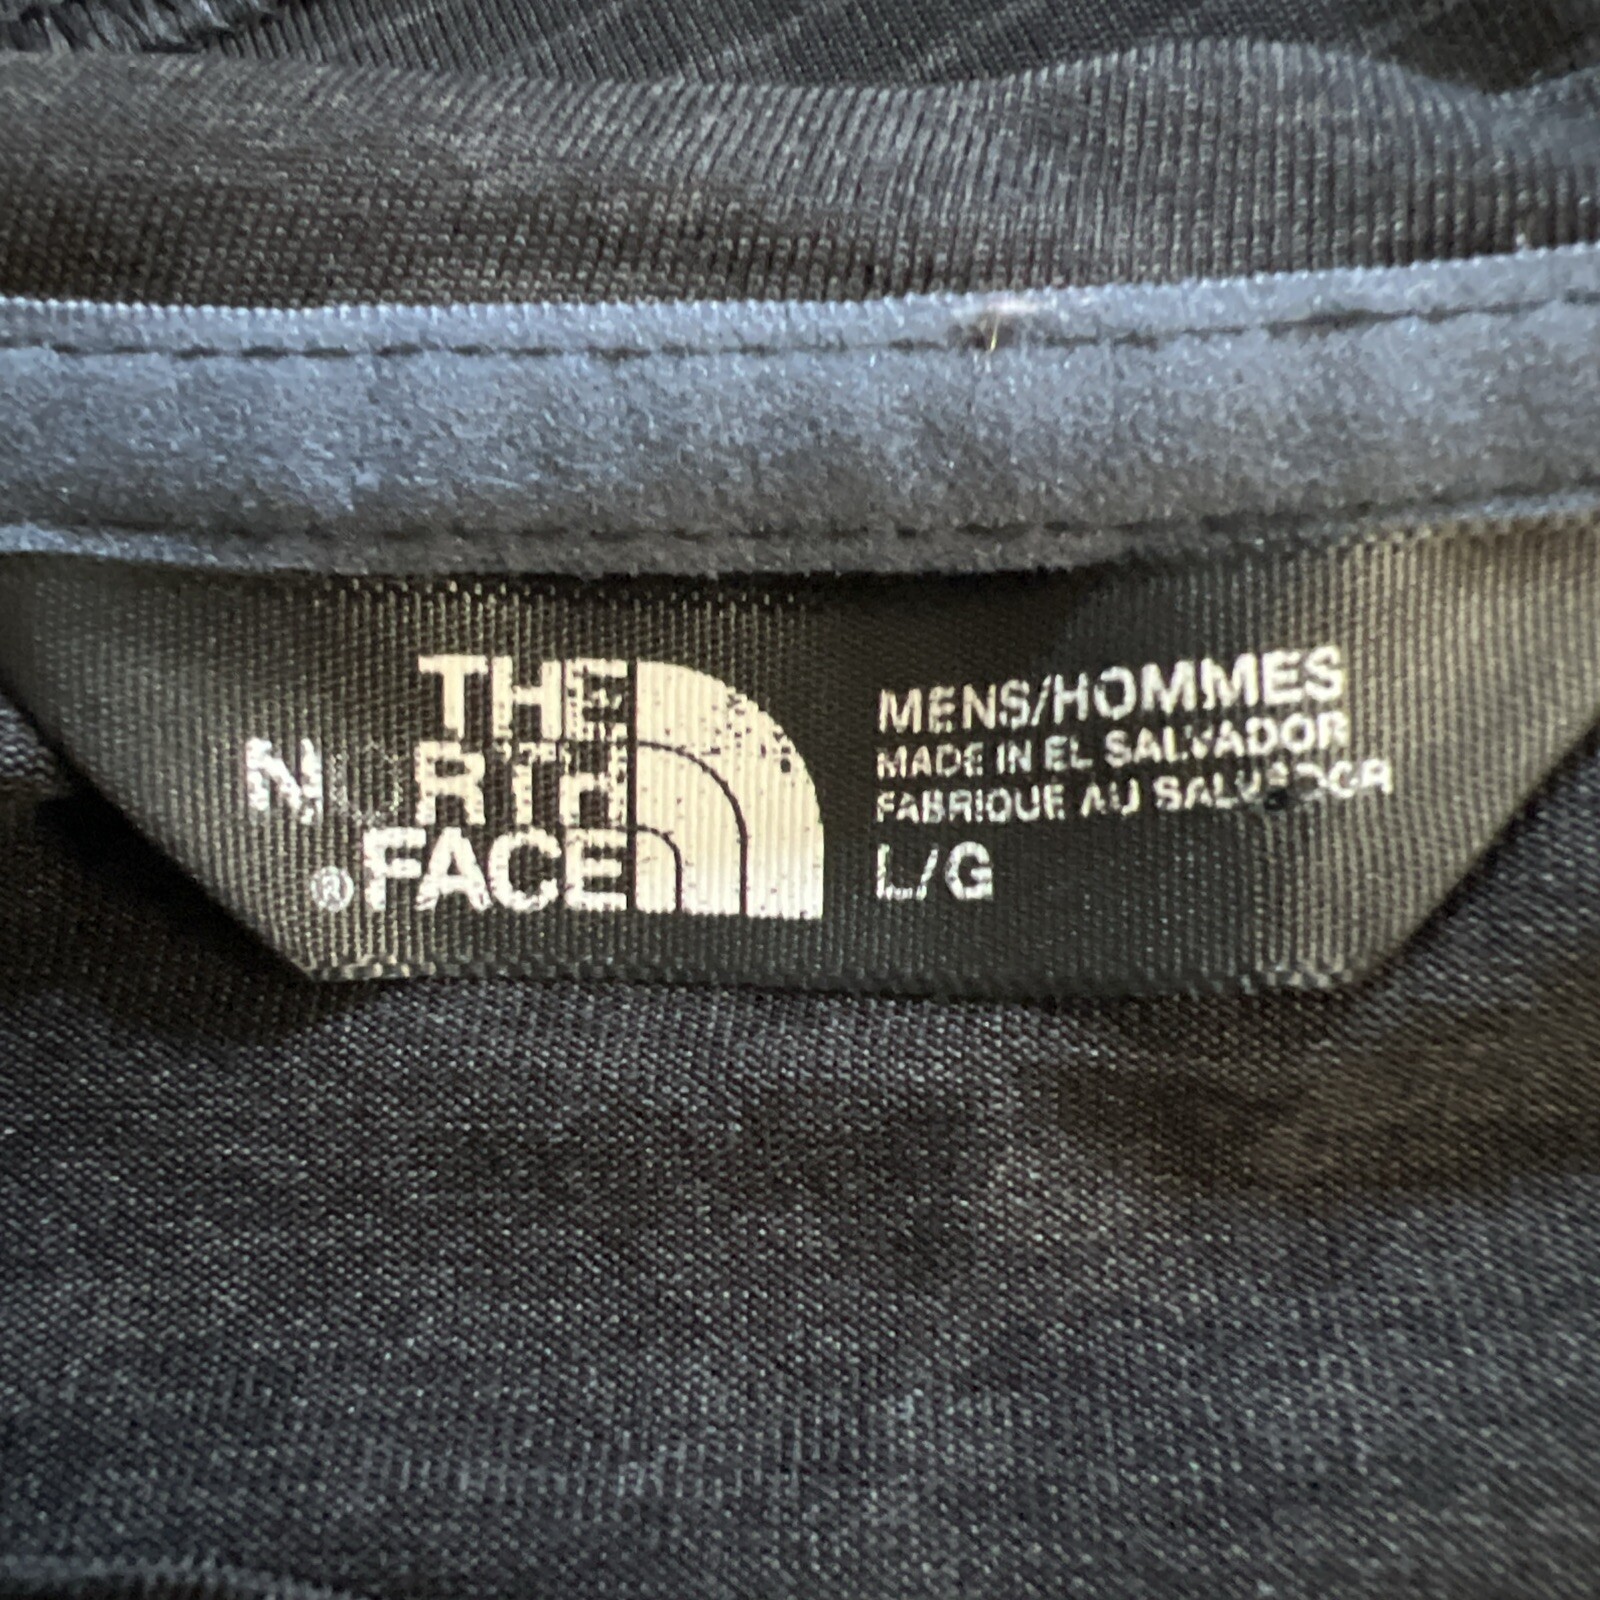 THE
NORTH
®FACE
MENS/HOMMES
MADE IN EL SALVADOR
FABRIQUE AU SALVADOR
L/G